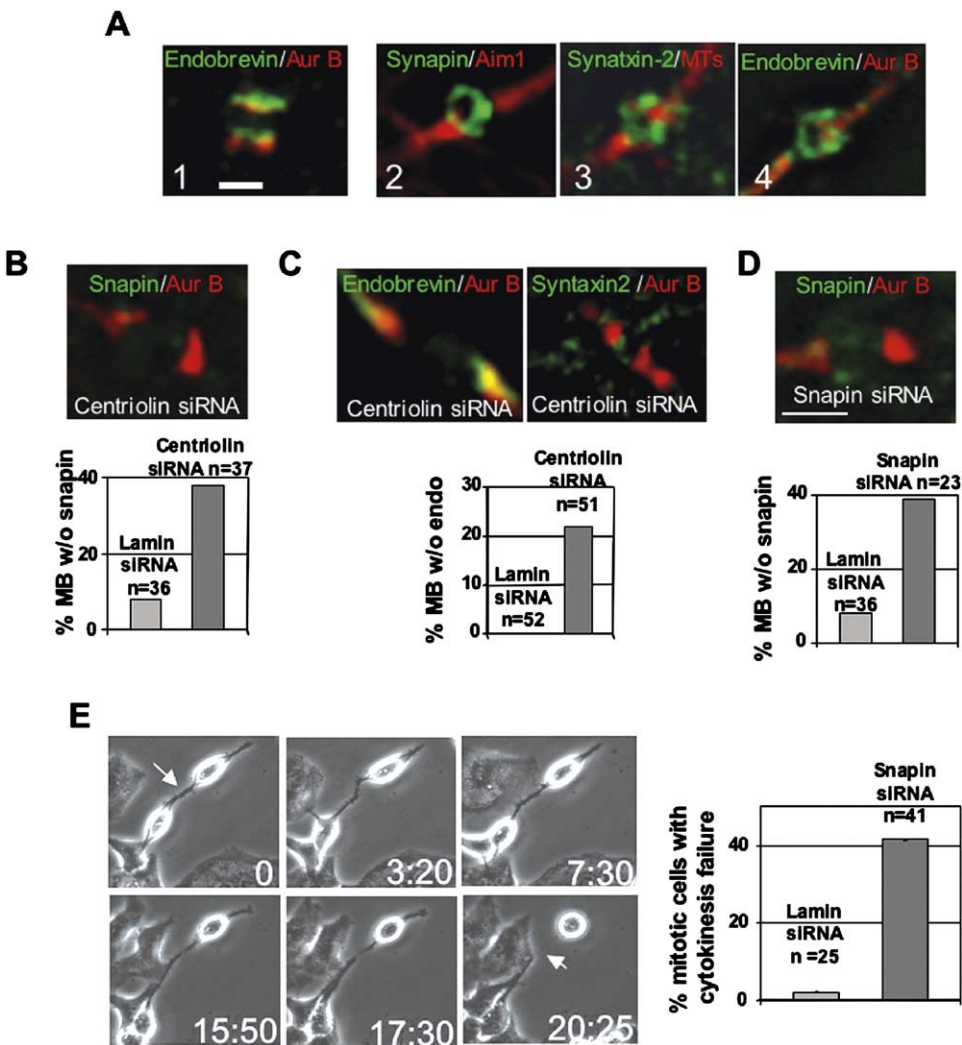 A
Endobrevin/Aur B
Synapin/Aim1
Synatxin-2/MTs
Endobrevin/Aur B
1
2
3
4
B
Snapin/Aur B
Centriolin siRNA
Centriolin
siRNA n=37
% MB w/o snapin
40
20
0
Lamin
siRNA
n=36
C
Endobrevin/Aur B
Syntaxin2 /Aur B
Centriolin siRNA
Centriolin siRNA
Centriolin
siRNA
n=51
% MB w/o endo
30
20
10
0
Lamin
siRNA
n=52
D
Snapin/Aur B
Snapin siRNA
Snapin
siRNA n=23
% MB w/o snapin
40
20
0
Lamin
siRNA
n=36
E
0
3:20
7:30
15:50
17:30
20:25
Snapin
siRNA
n=41
% mitotic cells with
cytokinesis failure
40
20
0
Lamin
siRNA
n =25